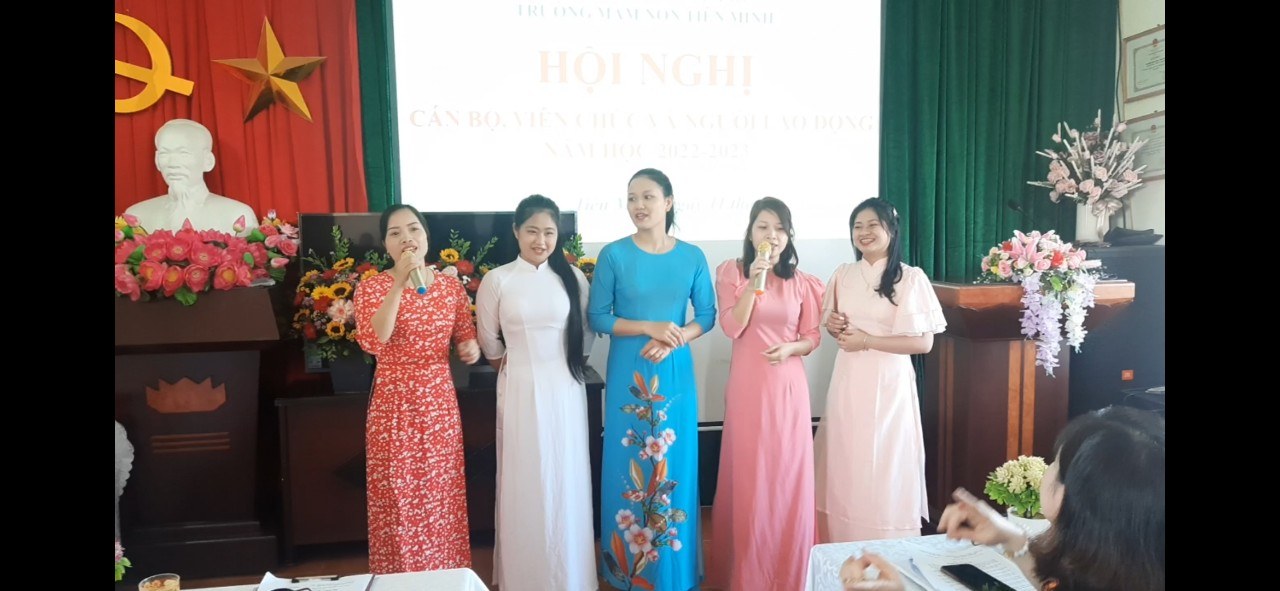 TRƯỜNG MẦM NON TIÊN MINH
HỘI NGHỊ
CÁN BỘ, VIÊN CHỨC VÀ NGƯỜI LAO ĐỘNG
NĂM HỌC 2022-2023